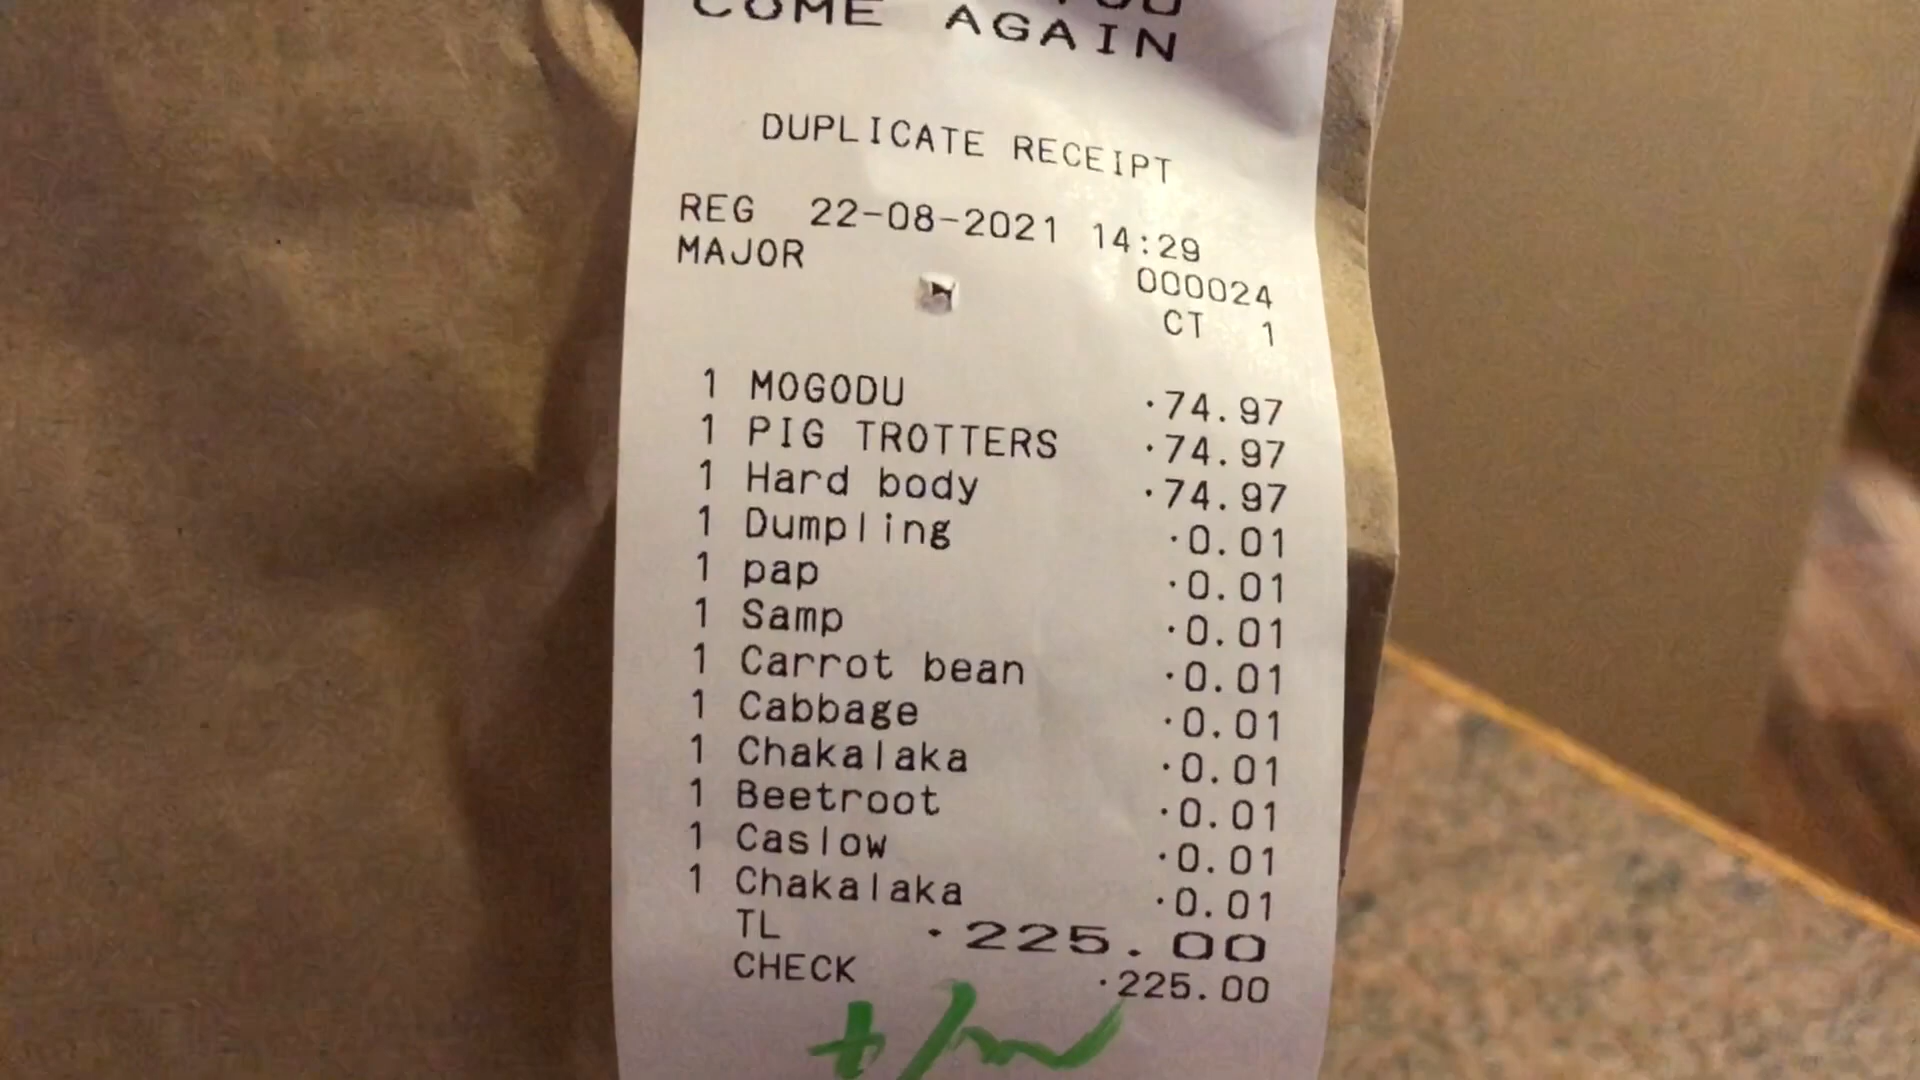 COME AGAIN
DUPLICATE RECEIPT
REG 22-08-2021 14:29
MAJOR 000024
CT 1
1 MOGODU ·74.97
1 PIG TROTTERS ·74.97
1 Hard body ·74.97
1 Dumpling ·0.01
1 pap ·0.01
1 Samp ·0.01
1 Carrot bean ·0.01
1 Cabbage ·0.01
1 Chakalaka ·0.01
1 Beetroot ·0.01
1 Caslow ·0.01
1 Chakalaka ·0.01
TL ·225.00
CHECK ·225.00